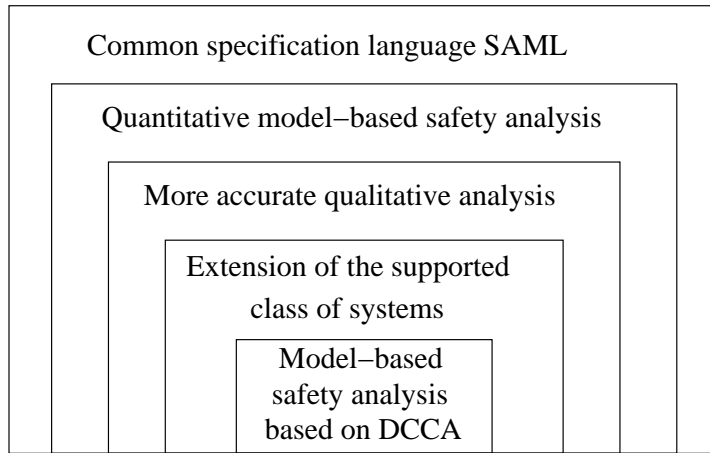 Common specification language SAML
Quantitative model−based safety analysis
More accurate qualitative analysis
Extension of the supported
class of systems
Model−based
safety analysis
based on DCCA